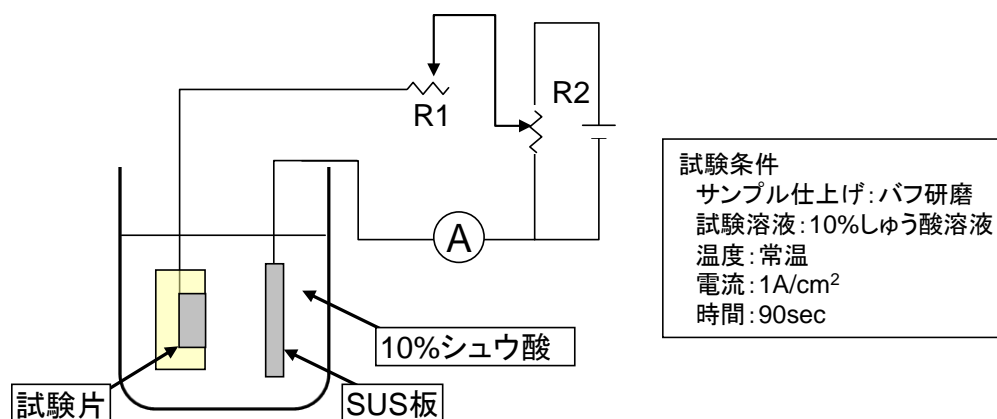 R1
R2
A
10%シュウ酸
試験片
SUS板
試験条件
サンプル仕上げ：バフ研磨
試験溶液：10%しゅう酸溶液
温度：常温
電流：1A/cm²
時間：90sec